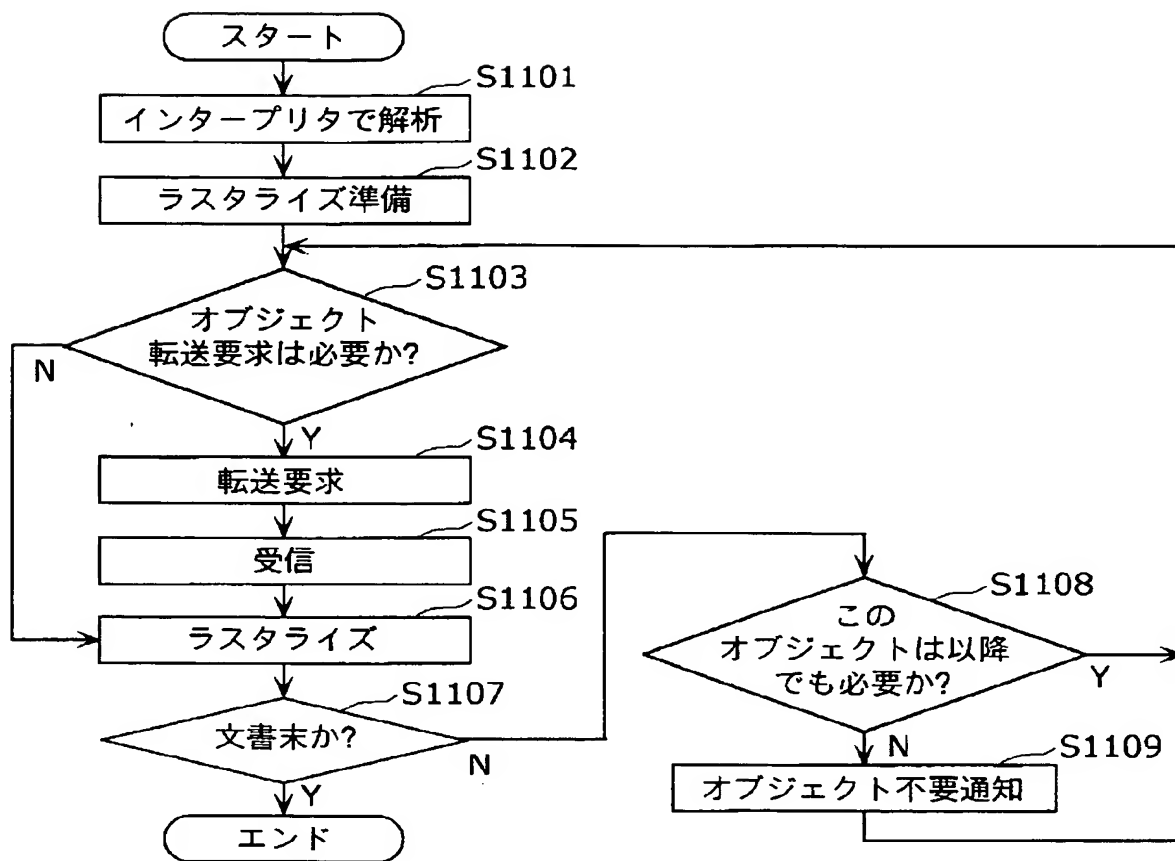 スタート
S1101
インタープリタで解析
S1102
ラスタライズ準備
S1103
オブジェクト
転送要求は必要か?
N
Y
S1104
転送要求
S1105
受信
S1106
ラスタライズ
S1107
文書末か?
N
Y
エンド
S1108
この
オブジェクトは以降
でも必要か?
Y
N
S1109
オブジェクト不要通知